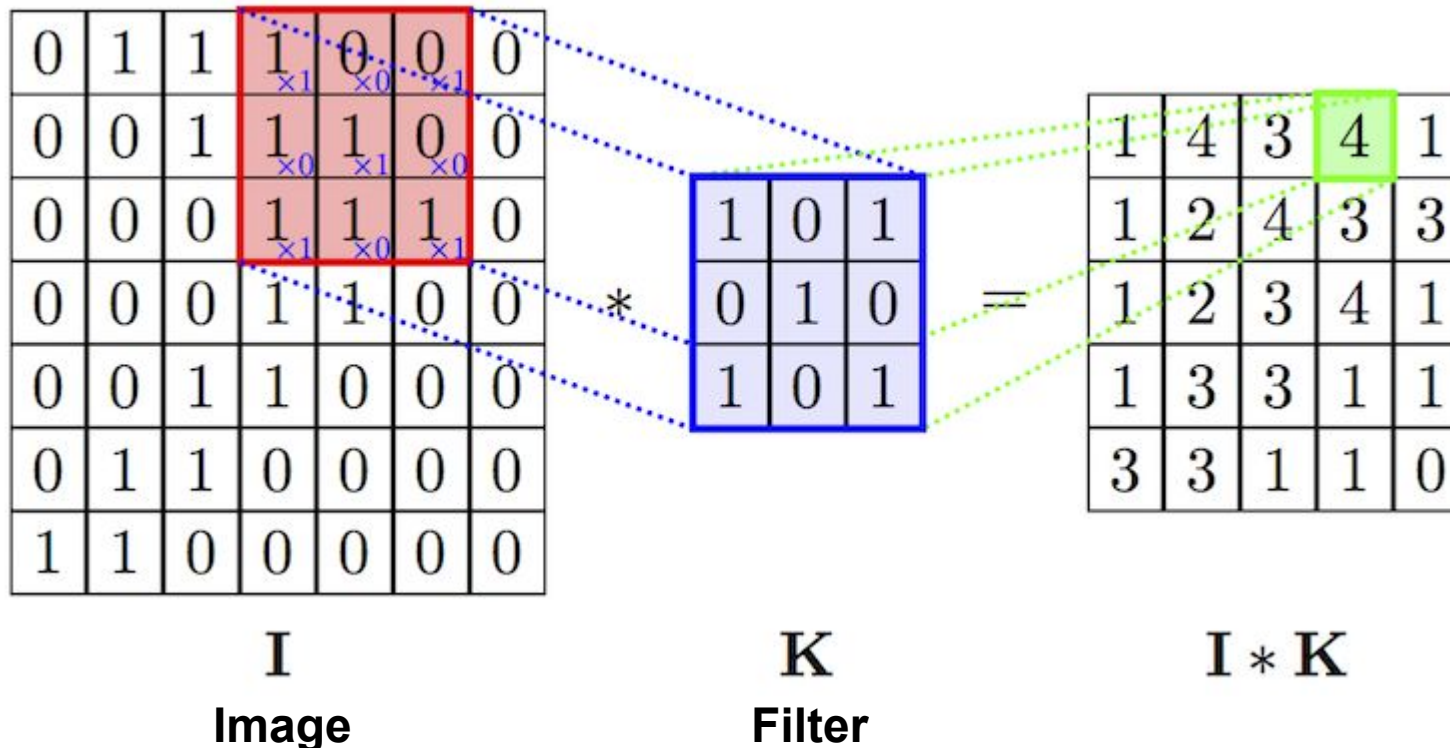 0 1 1 1×1 0×0 0×1 0
0 0 1 1×0 1×1 0×0 0
0 0 0 1×1 1×0 1×1 0
0 0 0 1 1 0 0
0 0 1 1 0 0 0
0 1 1 0 0 0 0
1 1 0 0 0 0 0
I
Image
*
1 0 1
0 1 0
1 0 1
K
Filter
=
1 4 3 4 1
1 2 4 3 3
1 2 3 4 1
1 3 3 1 1
3 3 1 1 0
I * K